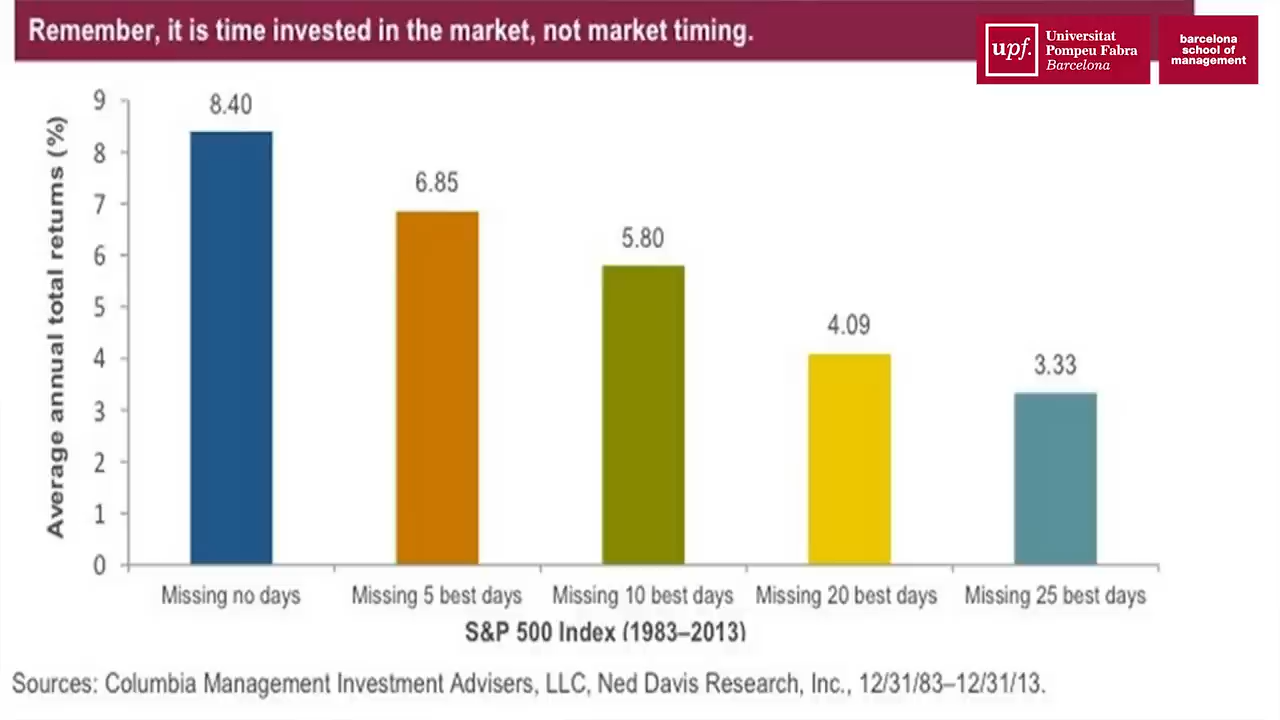 Remember, it is time invested in the market, not market timing.
upf.
Universitat
Pompeu Fabra
Barcelona
barcelona
school of
management
Average annual total returns (%)
9
8
7
6
5
4
3
2
1
0
8.40
6.85
5.80
4.09
3.33
Missing no days
Missing 5 best days
Missing 10 best days
Missing 20 best days
Missing 25 best days
S&P 500 Index (1983–2013)
Sources: Columbia Management Investment Advisers, LLC, Ned Davis Research, Inc., 12/31/83–12/31/13.